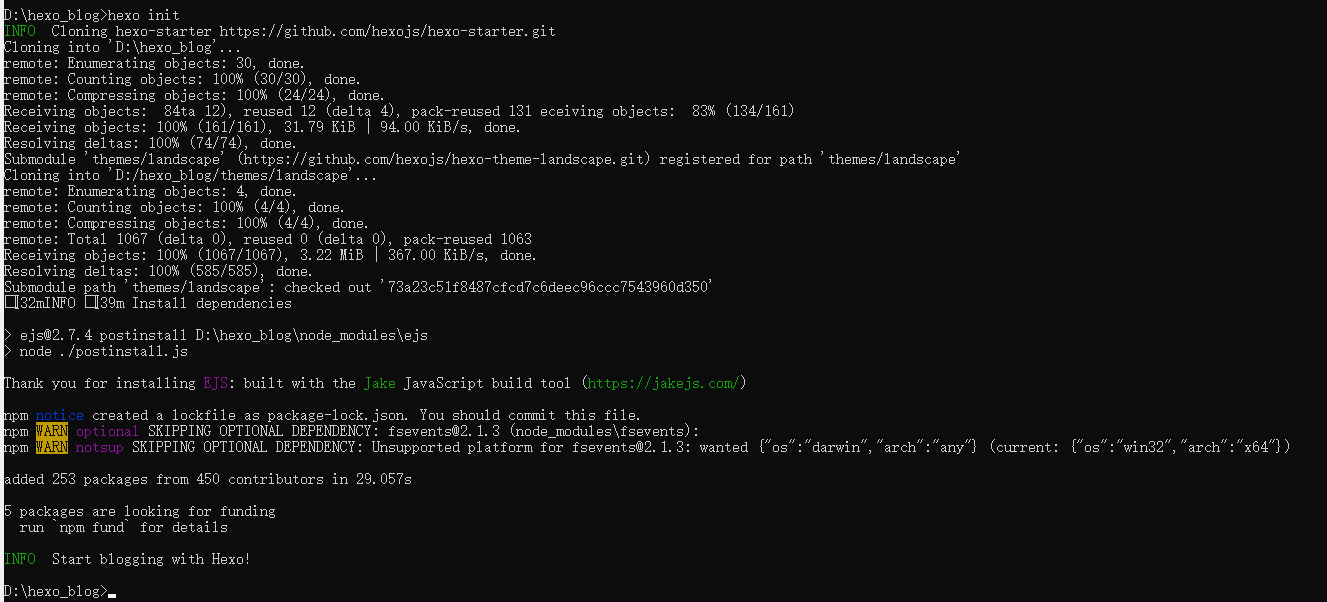 D:\hexo_blog>hexo init
INFO  Cloning hexo-starter https://github.com/hexojs/hexo-starter.git
Cloning into 'D:\hexo_blog'...
remote: Enumerating objects: 30, done.
remote: Counting objects: 100% (30/30), done.
remote: Compressing objects: 100% (24/24), done.
Receiving objects:  84ta 12), reused 12 (delta 4), pack-reused 131 eceiving objects:  83% (134/161)
Receiving objects: 100% (161/161), 31.79 KiB | 94.00 KiB/s, done.
Resolving deltas: 100% (74/74), done.
Submodule 'themes/landscape' (https://github.com/hexojs/hexo-theme-landscape.git) registered for path 'themes/landscape'
Cloning into 'D:/hexo_blog/themes/landscape'...
remote: Enumerating objects: 4, done.
remote: Counting objects: 100% (4/4), done.
remote: Compressing objects: 100% (4/4), done.
remote: Total 1067 (delta 0), reused 0 (delta 0), pack-reused 1063
Receiving objects: 100% (1067/1067), 3.22 MiB | 367.00 KiB/s, done.
Resolving deltas: 100% (585/585), done.
Submodule path 'themes/landscape': checked out '73a23c51f8487cfcd7c6deec96ccc7543960d350'
□[32mINFO □[39m Install dependencies
> ejs@2.7.4 postinstall D:\hexo_blog\node_modules\ejs
> node ./postinstall.js
Thank you for installing EJS: built with the Jake JavaScript build tool (https://jakejs.com/)
npm notice created a lockfile as package-lock.json. You should commit this file.
npm WARN optional SKIPPING OPTIONAL DEPENDENCY: fsevents@2.1.3 (node_modules\fsevents):
npm WARN notsup SKIPPING OPTIONAL DEPENDENCY: Unsupported platform for fsevents@2.1.3: wanted {"os":"darwin","arch":"any"} (current: {"os":"win32","arch":"x64"})
added 253 packages from 450 contributors in 29.057s
5 packages are looking for funding
  run `npm fund` for details
INFO  Start blogging with Hexo!
D:\hexo_blog>